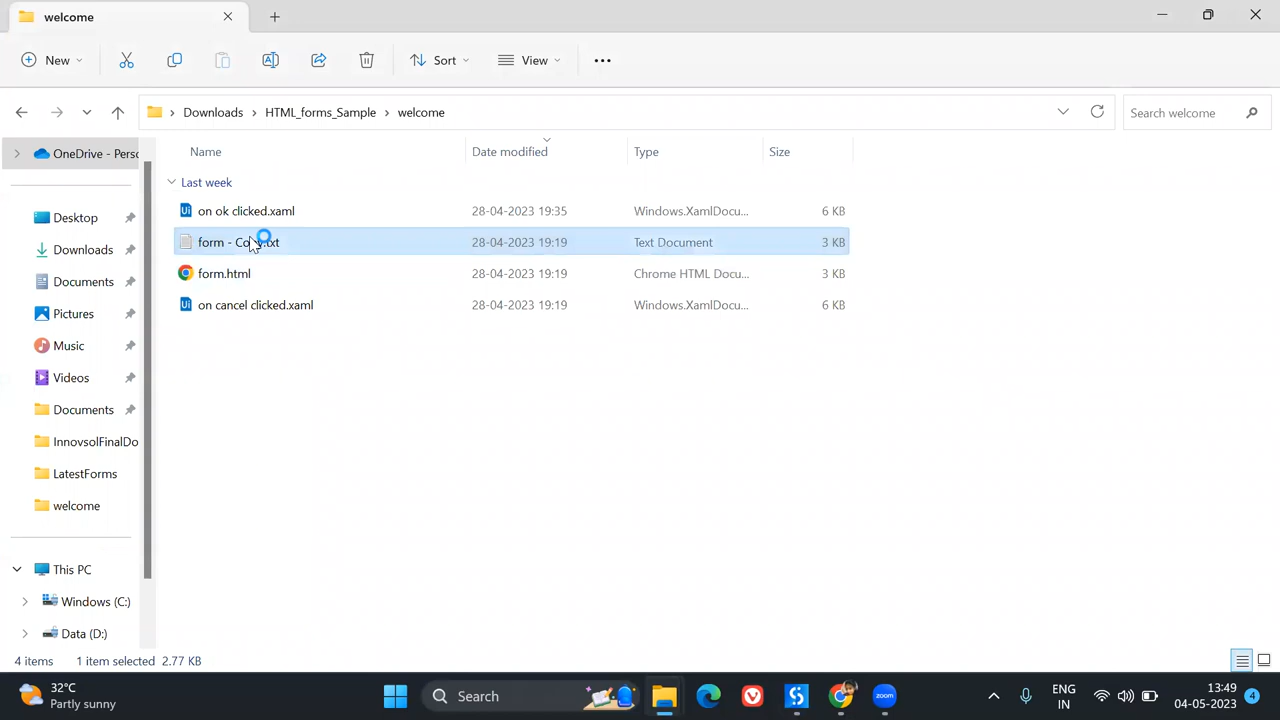 welcome
New
Sort
View
Downloads
HTML_forms_Sample
welcome
Search welcome
OneDrive - Perso
Name
Date modified
Type
Size
Last week
on ok clicked.xaml
28-04-2023 19:35
Windows.XamlDocu...
6 KB
form - Copy.txt
28-04-2023 19:19
Text Document
3 KB
form.html
28-04-2023 19:19
Chrome HTML Docu...
3 KB
on cancel clicked.xaml
28-04-2023 19:19
Windows.XamlDocu...
6 KB
Desktop
Downloads
Documents
Pictures
Music
Videos
Documents
InnovsolFinalDo
LatestForms
welcome
This PC
Windows (C:)
Data (D:)
4 items
1 item selected 2.77 KB
32°C
Partly sunny
Search
zoom
ENG
IN
13:49
04-05-2023
4